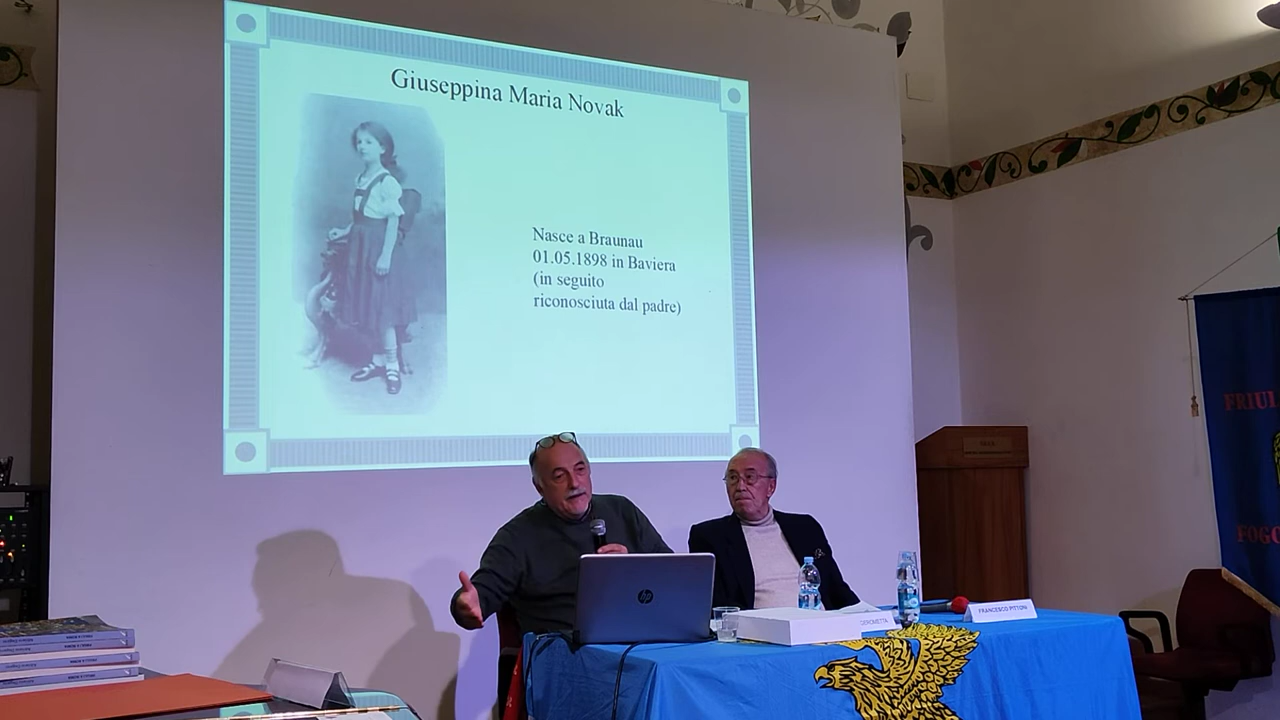 Giuseppina Maria Novak
Nasce a Braunau
01.05.1898 in Baviera
(in seguito
riconosciuta dal padre)
FRIUL
FOGO
hp
FRANCESCO PITTONI